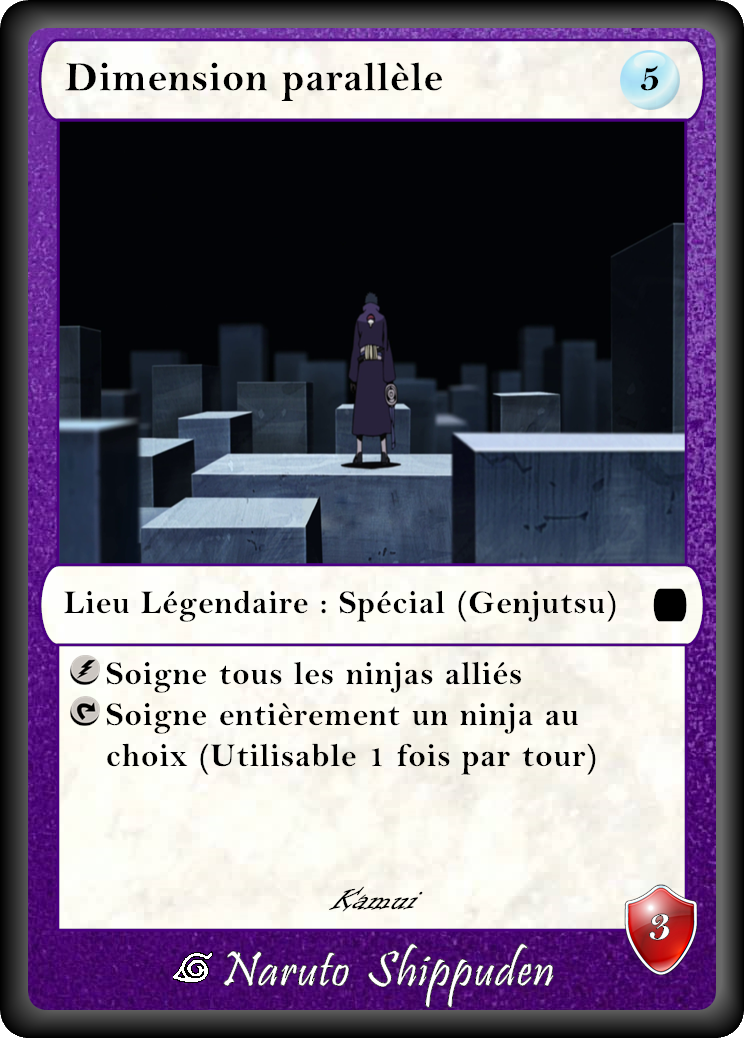 Dimension parallèle
5
Lieu Légendaire : Spécial (Genjutsu)
Soigne tous les ninjas alliés
Soigne entièrement un ninja au
choix (Utilisable 1 fois par tour)
Kamui
3
Naruto Shippuden